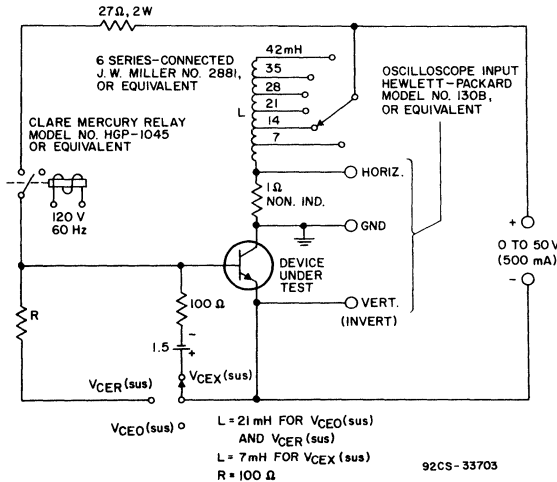 27Ω, 2W
6 SERIES-CONNECTED
J. W. MILLER NO. 2881,
OR EQUIVALENT
42mH
35
28
21
14
7
L
OSCILLOSCOPE INPUT
HEWLETT-PACKARD
MODEL NO. 130B,
OR EQUIVALENT
CLARE MERCURY RELAY
MODEL NO. HGP-1045
OR EQUIVALENT
120 V
60 Hz
1Ω
NON. IND.
HORIZ.
GND
+
0 TO 50V
(500 mA)
-
DEVICE
UNDER
TEST
VERT.
(INVERT)
R
100 Ω
-
1.5
+
VCER(sus)
VCEX(sus)
VCEO(sus)
L = 21 mH FOR VCEO(sus)
AND VCER(sus)
L = 7mH FOR VCEX(sus)
R = 100 Ω
92CS-33703